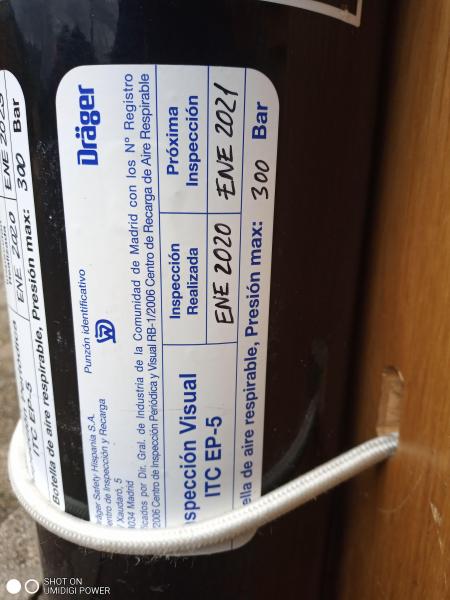 Dräger
Punzón identificativo
Dräger Safety Hispania S.A.
Centro de Inspección y Recarga
Xaudaró, 5
28034 Madrid
por Dir. Gral. de Industria de la Comunidad de Madrid con los Nº Registro
2006 Centro de Inspección Periódica y Visual RB-1/2006 Centro de Recarga de Aire Respirable
Inspección Visual
ITC EP-5
Inspección
Realizada
Próxima
Inspección
ENE 2020
ENE 2021
de aire respirable, Presión max: 300 Bar
ITC EP-5
ENE 2020
ENE
Botella de aire respirable, Presión max: 300 Bar
SHOT ON
UMIDIGI POWER